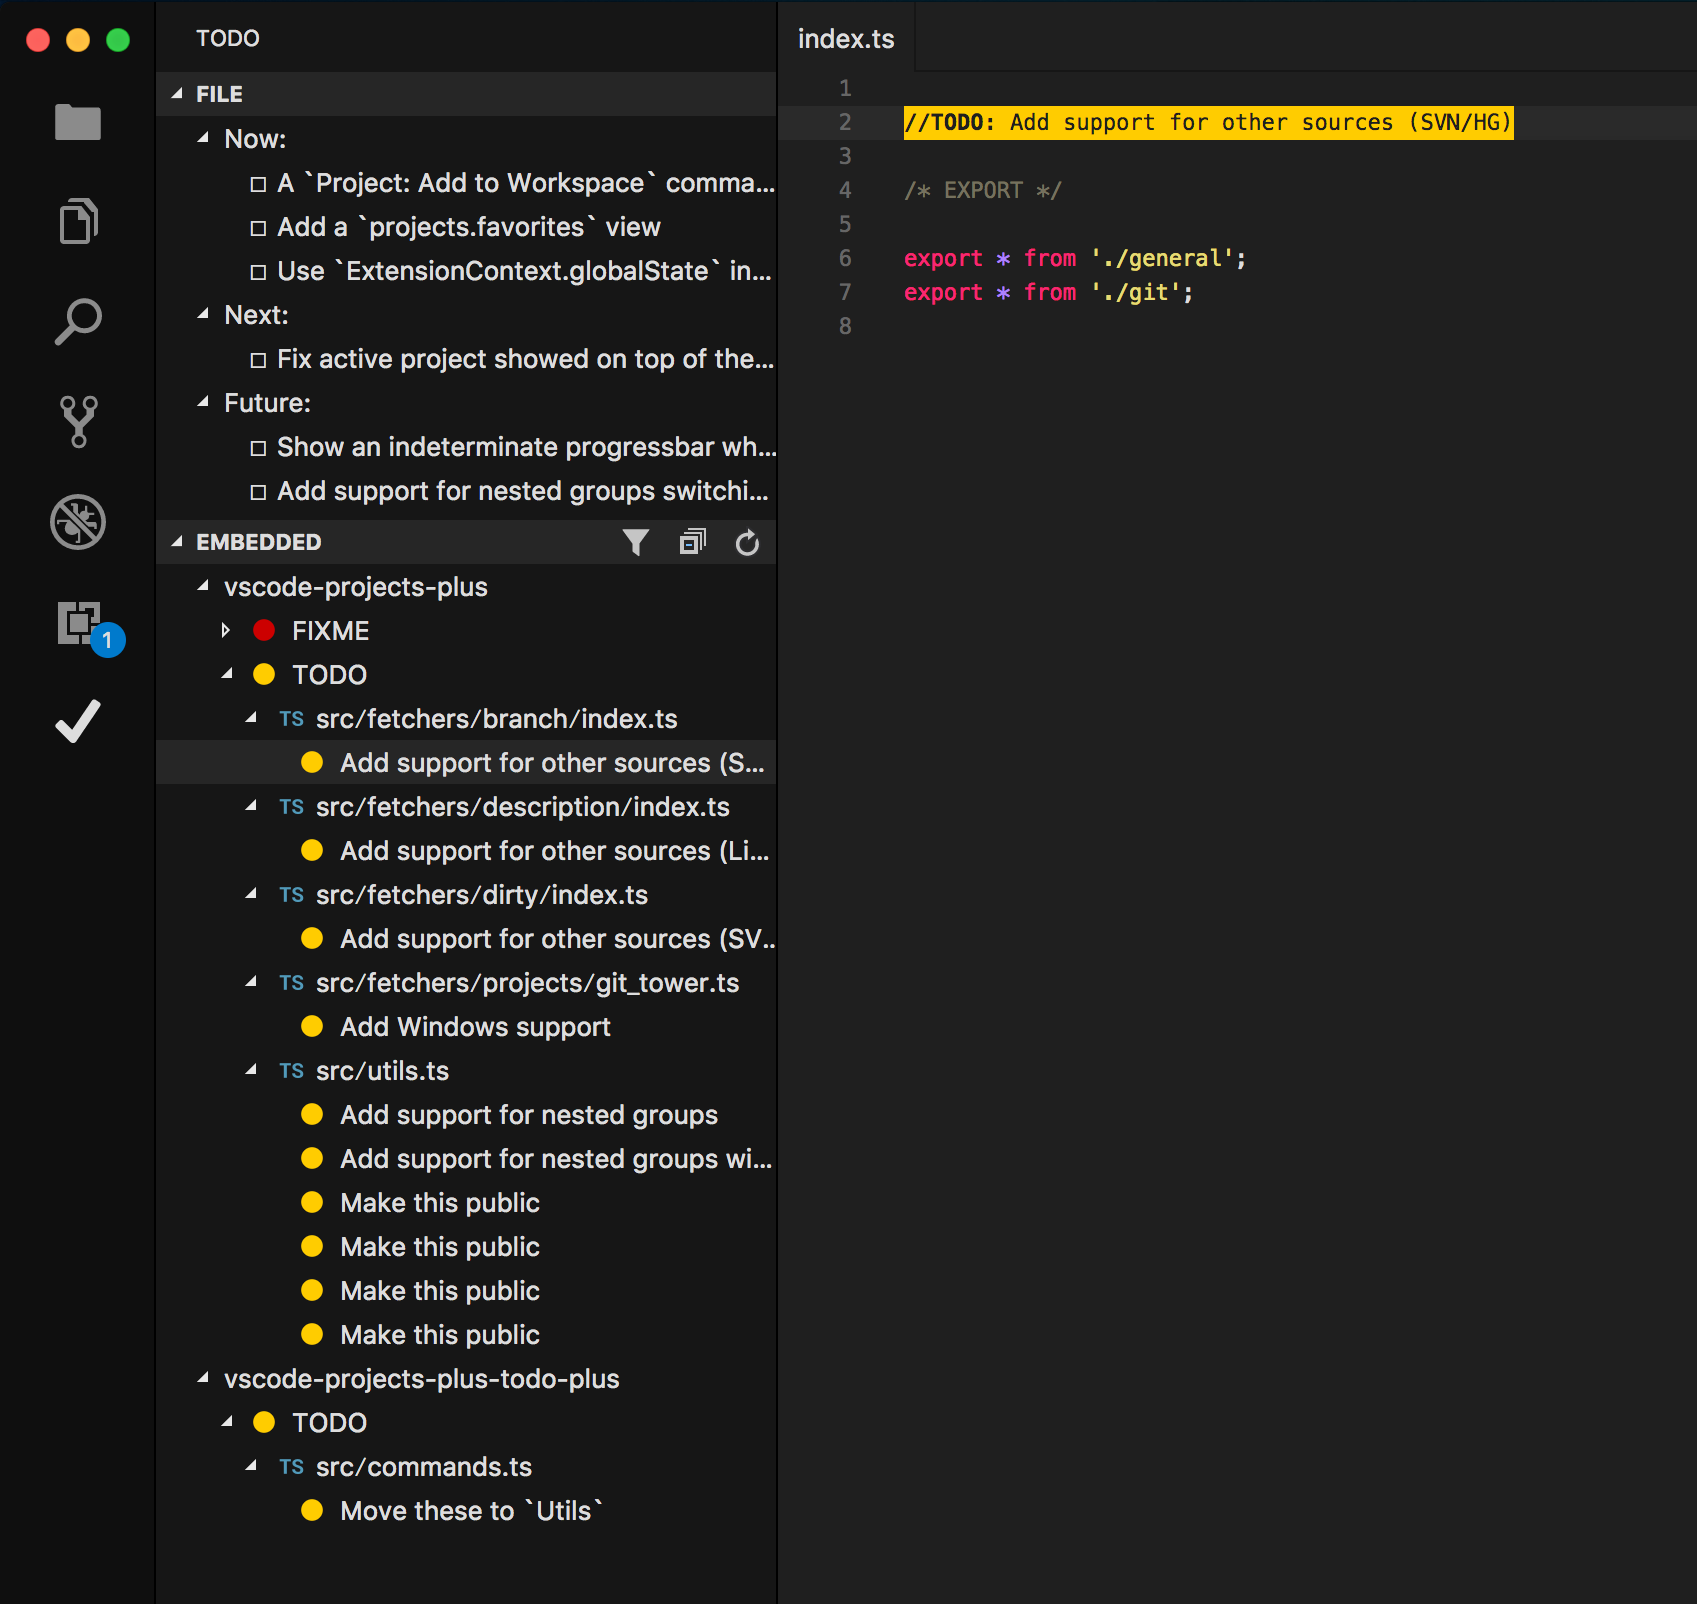 TODO
FILE
Now:
A `Project: Add to Workspace` comma...
Add a `projects.favorites` view
Use `ExtensionContext.globalState` in...
Next:
Fix active project showed on top of the...
Future:
Show an indeterminate progressbar wh...
Add support for nested groups switchi...
EMBEDDED
vscode-projects-plus
FIXME
TODO
TS src/fetchers/branch/index.ts
Add support for other sources (S...
TS src/fetchers/description/index.ts
Add support for other sources (Li...
TS src/fetchers/dirty/index.ts
Add support for other sources (SV...
TS src/fetchers/projects/git_tower.ts
Add Windows support
TS src/utils.ts
Add support for nested groups
Add support for nested groups wi...
Make this public
Make this public
Make this public
Make this public
vscode-projects-plus-todo-plus
TODO
TS src/commands.ts
Move these to `Utils`
1
index.ts
1
2 //TODO: Add support for other sources (SVN/HG)
3
4 /* EXPORT */
5
6 export * from './general';
7 export * from './git';
8